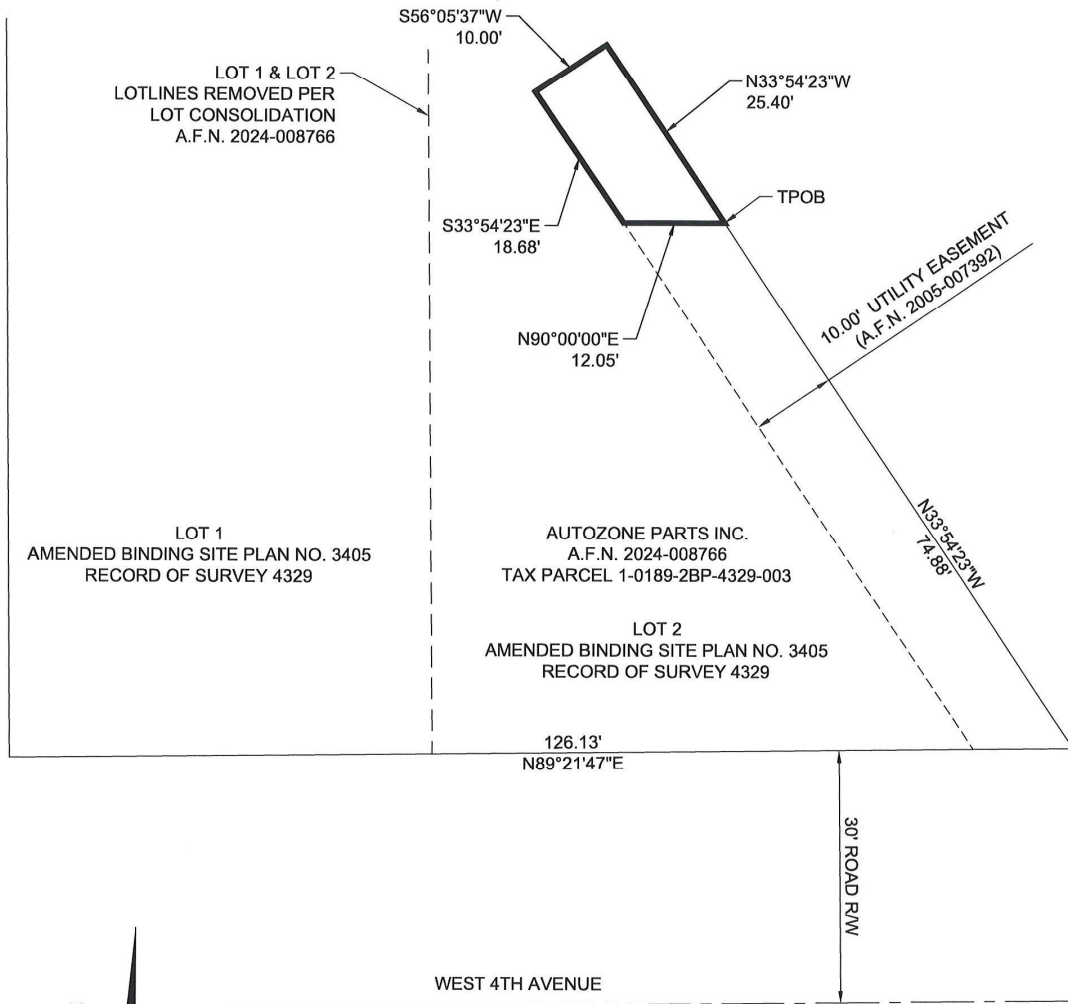 S56°05'37"W
10.00'
LOT 1 & LOT 2
LOTLINES REMOVED PER
LOT CONSOLIDATION
A.F.N. 2024-008766
N33°54'23"W
25.40'
TPOB
S33°54'23"E
18.68'
10.00' UTILITY EASEMENT
(A.F.N. 2005-007392)
N90°00'00"E
12.05'
N33°54'23"W
74.88'
LOT 1
AMENDED BINDING SITE PLAN NO. 3405
RECORD OF SURVEY 4329
AUTOZONE PARTS INC.
A.F.N. 2024-008766
TAX PARCEL 1-0189-2BP-4329-003
LOT 2
AMENDED BINDING SITE PLAN NO. 3405
RECORD OF SURVEY 4329
126.13'
N89°21'47"E
30' ROAD R/W
WEST 4TH AVENUE